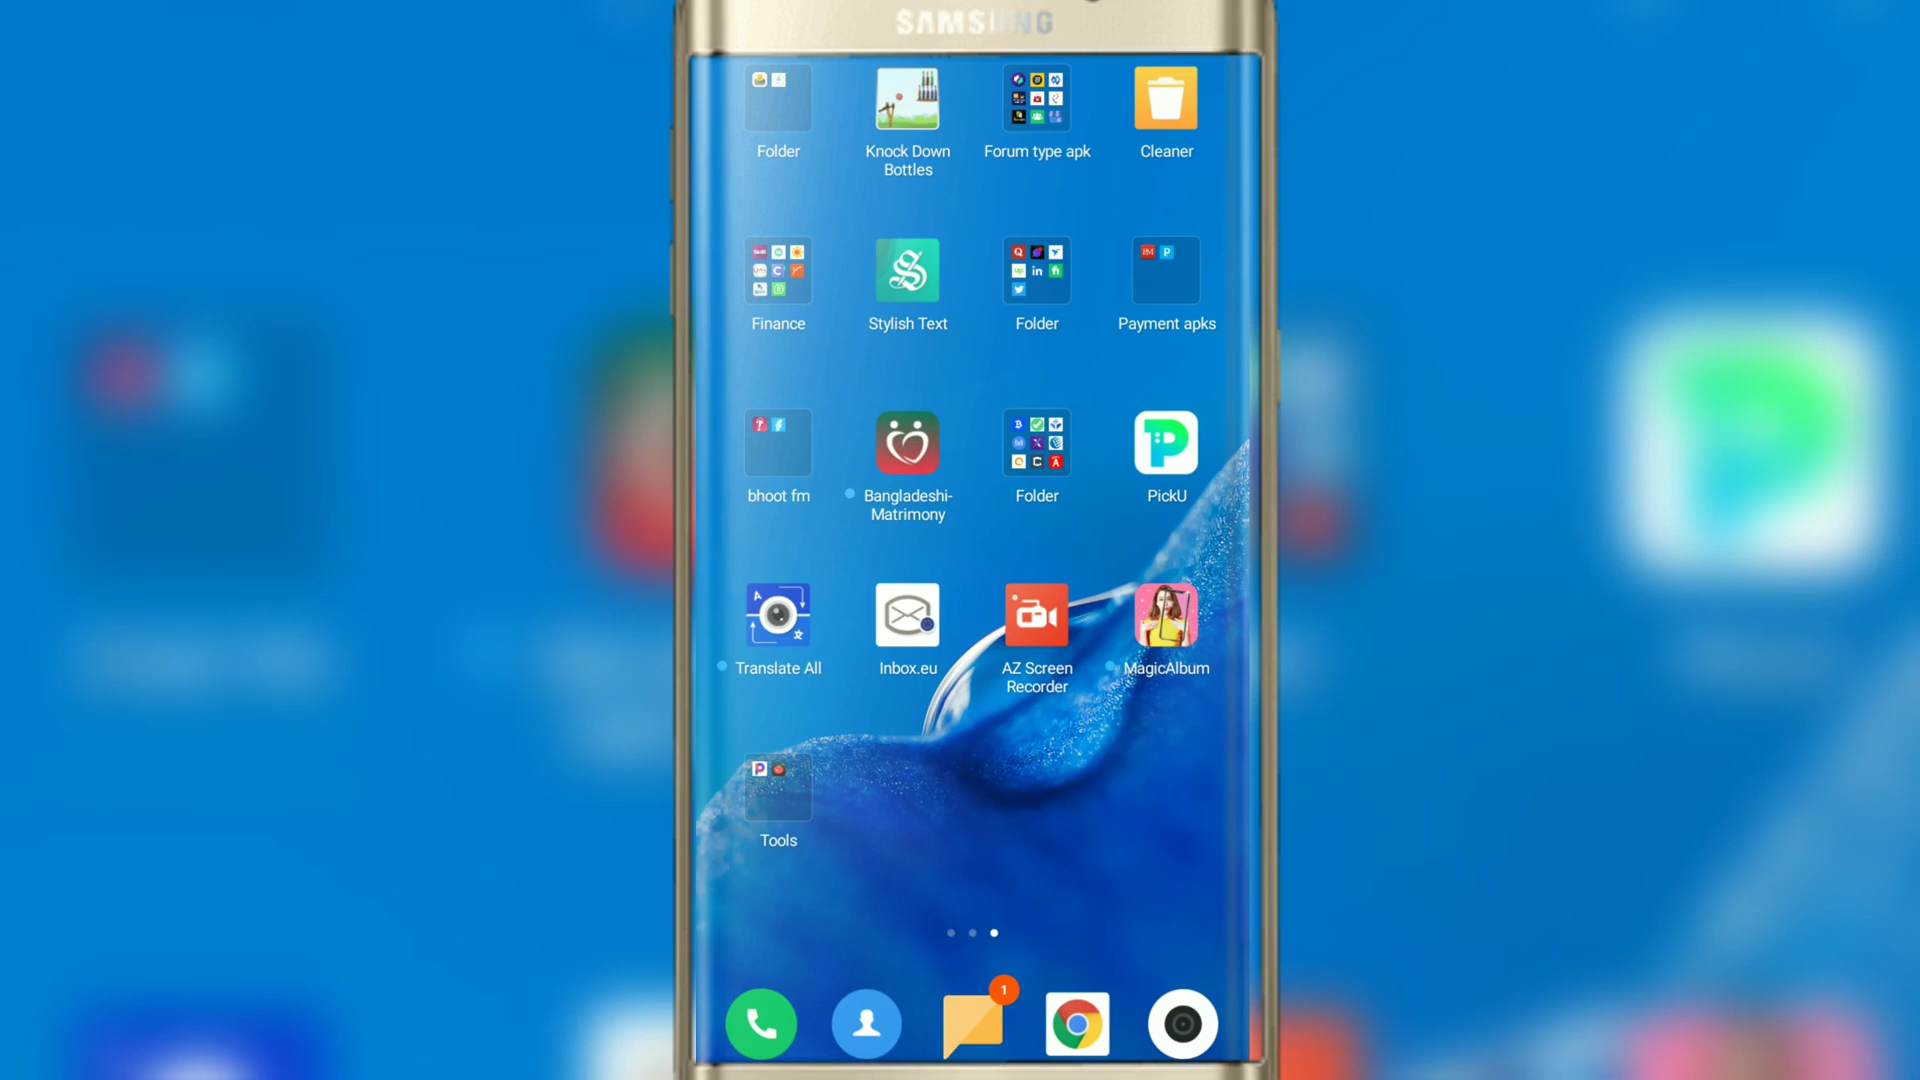 SAMSUNG
Folder
Knock Down
Bottles
Forum type apk
Cleaner
Finance
Stylish Text
Folder
Payment apks
bhoot fm
Bangladeshi-
Matrimony
Folder
PickU
Translate All
Inbox.eu
AZ Screen
Recorder
MagicAlbum
Tools
1